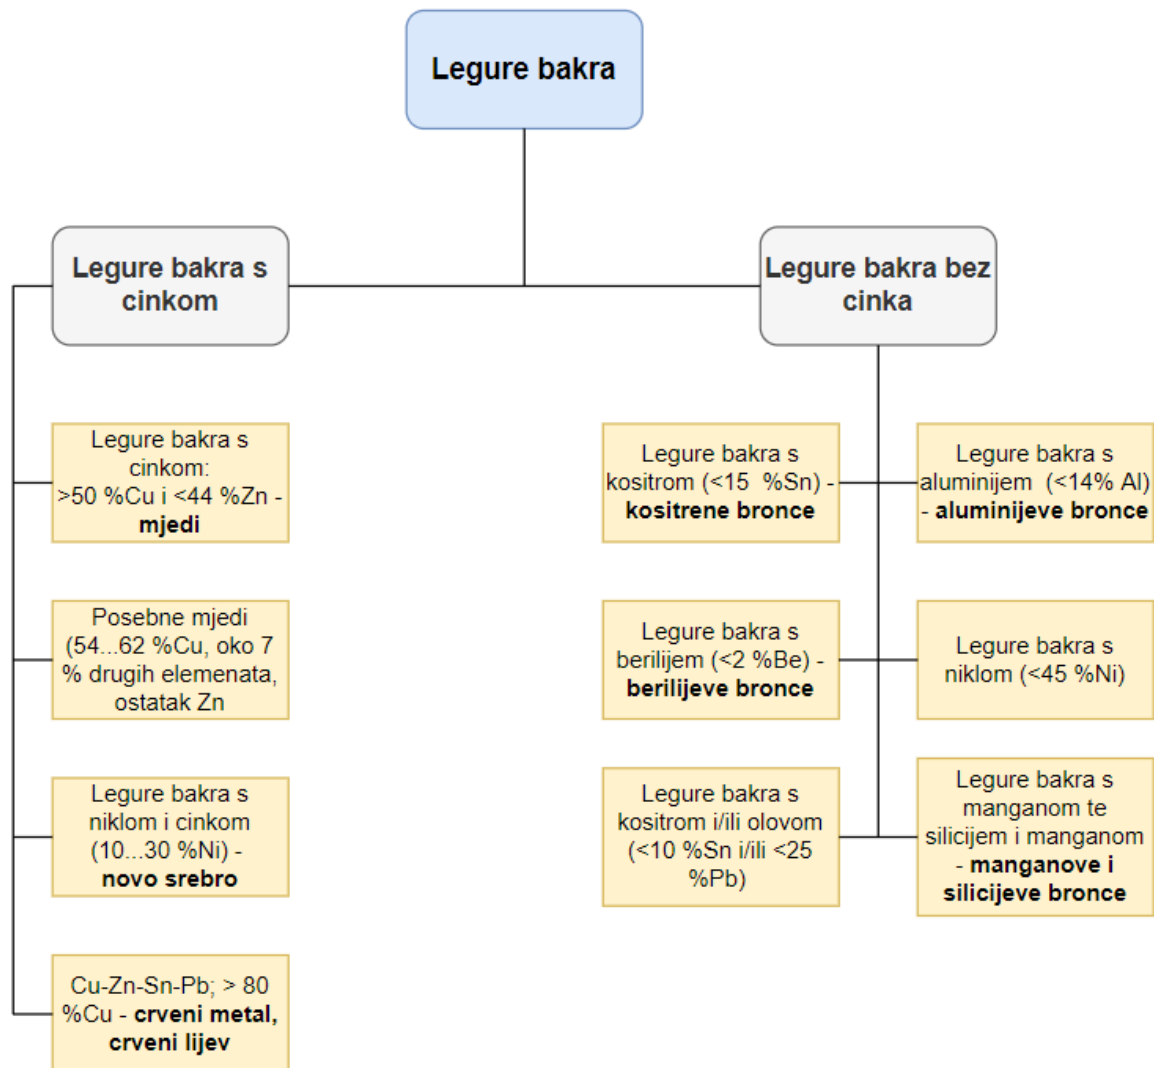 Legure bakra
Legure bakra s
cinkom
Legure bakra bez
cinka
Legure bakra s
cinkom:
>50 %Cu i <44 %Zn -
mjedi
Posebne mjedi
(54...62 %Cu, oko 7
% drugih elemenata,
ostatak Zn
Legure bakra s
niklom i cinkom
(10...30 %Ni) -
novo srebro
Cu-Zn-Sn-Pb; > 80
%Cu - crveni metal,
crveni lijev
Legure bakra s
kositrom (<15 %Sn) -
kositrene bronce
Legure bakra s
aluminijem (<14% Al)
- aluminijeve bronce
Legure bakra s
berilijem (<2 %Be) -
berilijeve bronce
Legure bakra s
niklom (<45 %Ni)
Legure bakra s
kositrom i/ili olovom
(<10 %Sn i/ili <25
%Pb)
Legure bakra s
manganom te
silicijem i manganom
- manganove i
silicijeve bronce